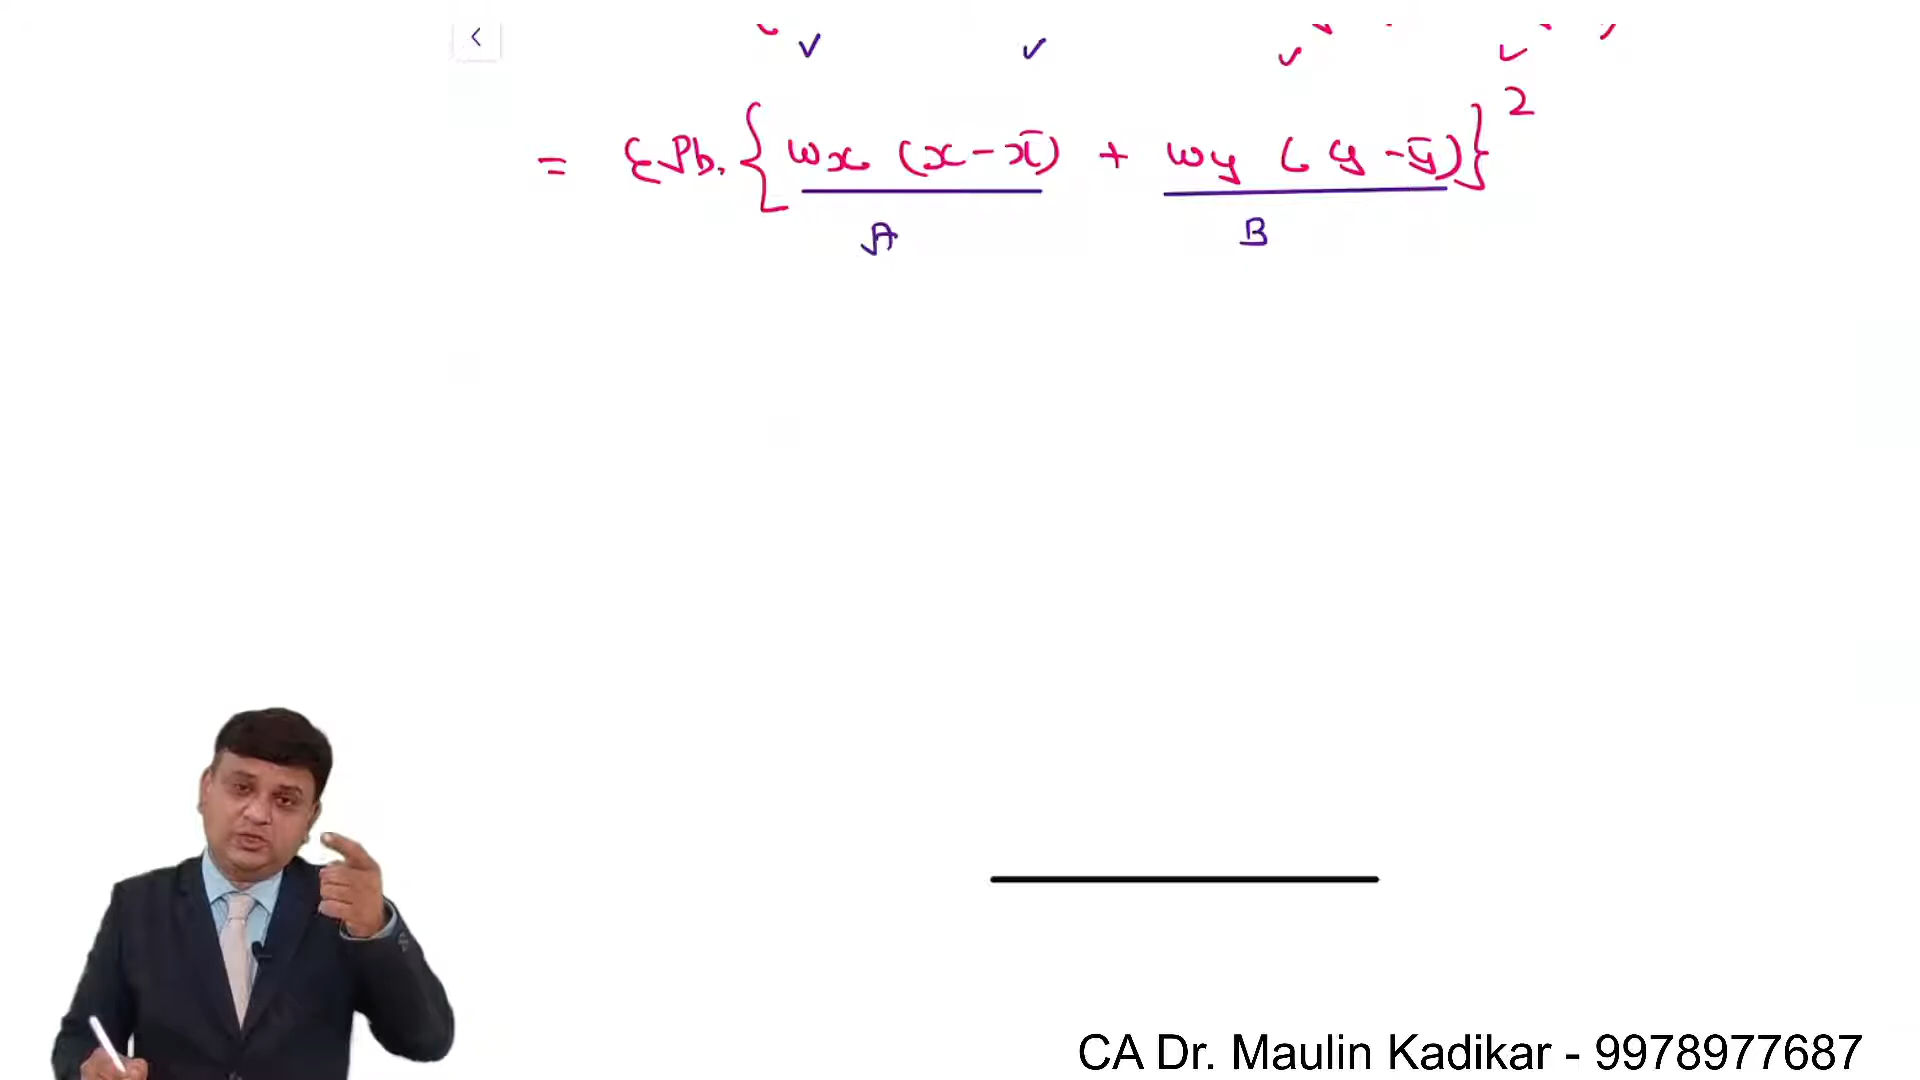 = ΣPb. {wx (x - x̄) + wy (y - ȳ)}²
A B
CA Dr. Maulin Kadikar - 9978977687